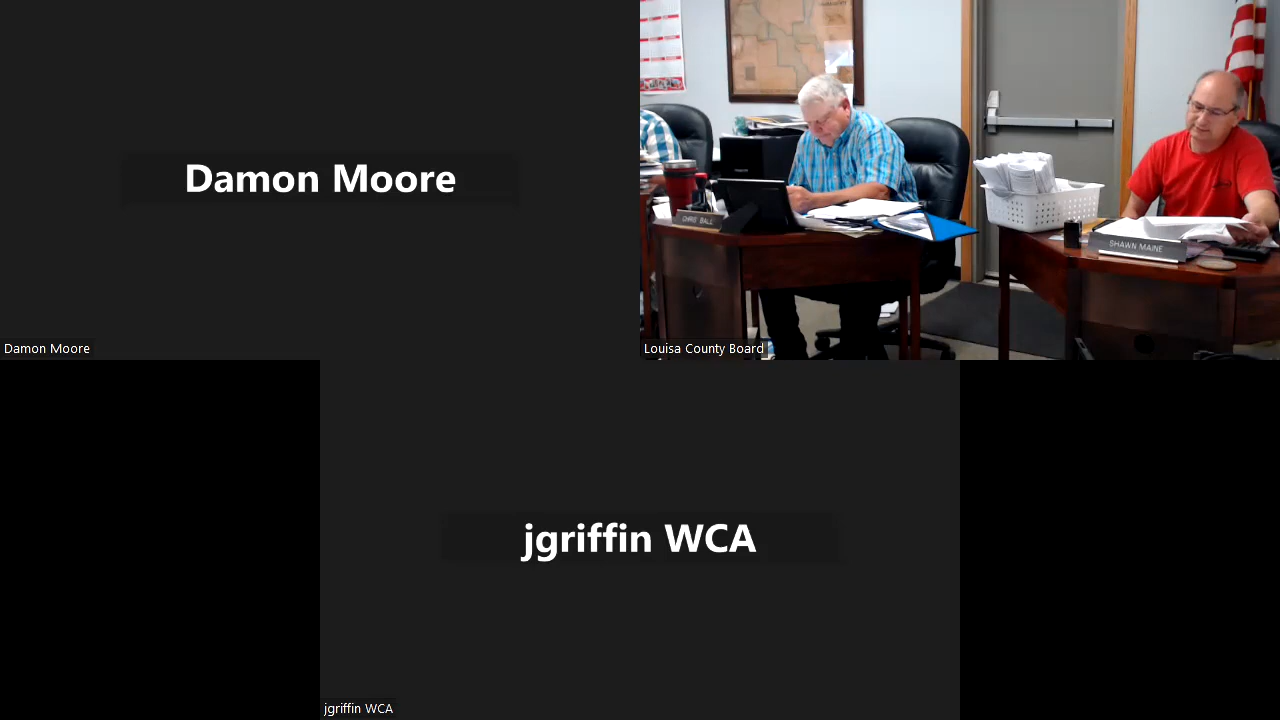 Damon Moore
Damon Moore
CHRIS BALL
SHAWN MAINE
Louisa County Board
jgriffin WCA
jgriffin WCA